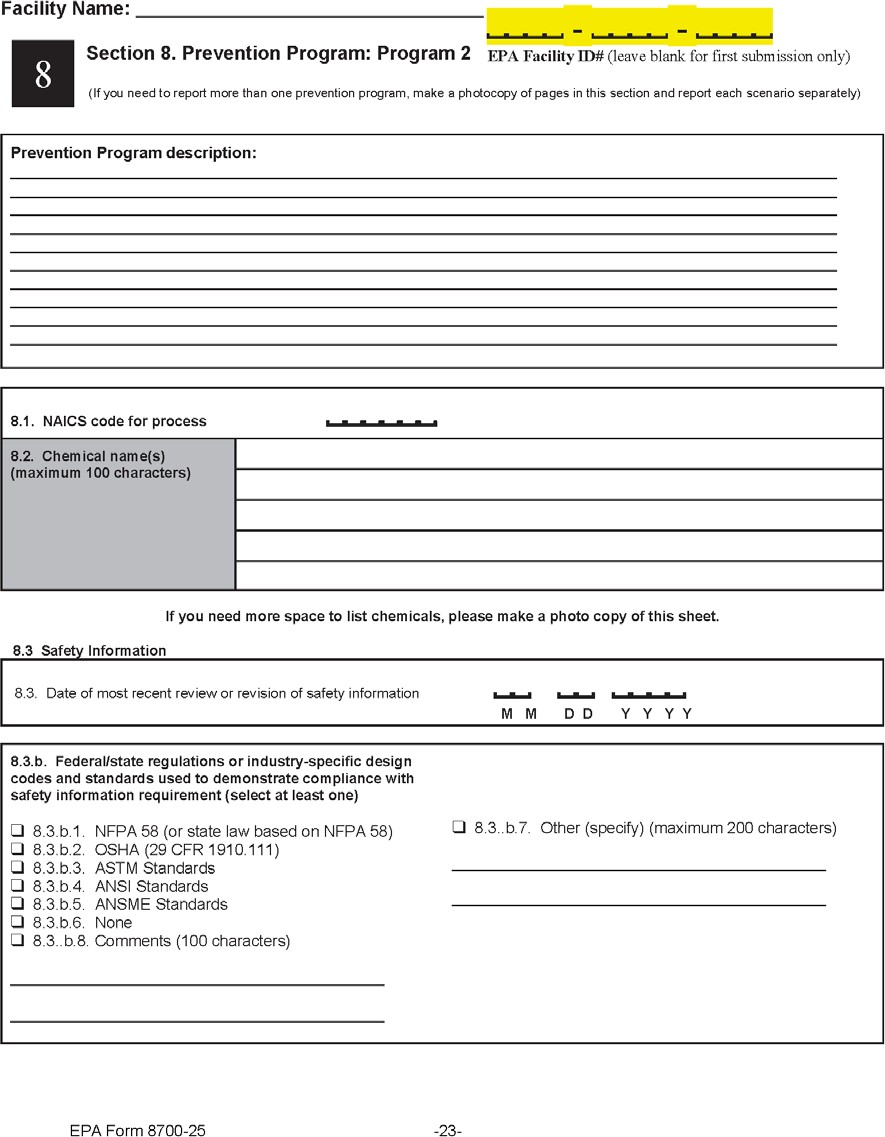 Facility Name:
8
Section 8. Prevention Program: Program 2
EPA Facility ID# (leave blank for first submission only)
(If you need to report more than one prevention program, make a photocopy of pages in this section and report each scenario separately)
Prevention Program description:
8.1. NAICS code for process
8.2. Chemical name(s)
(maximum 100 characters)
If you need more space to list chemicals, please make a photo copy of this sheet.
8.3 Safety Information
8.3. Date of most recent review or revision of safety information
M M D D Y Y Y Y
8.3.b. Federal/state regulations or industry-specific design
codes and standards used to demonstrate compliance with
safety information requirement (select at least one)
❑ 8.3.b.1. NFPA 58 (or state law based on NFPA 58)
❑ 8.3.b.2. OSHA (29 CFR 1910.111)
❑ 8.3.b.3. ASTM Standards
❑ 8.3.b.4. ANSI Standards
❑ 8.3.b.5. ANSME Standards
❑ 8.3.b.6. None
❑ 8.3..b.8. Comments (100 characters)
❑ 8.3..b.7. Other (specify) (maximum 200 characters)
EPA Form 8700-25
-23-